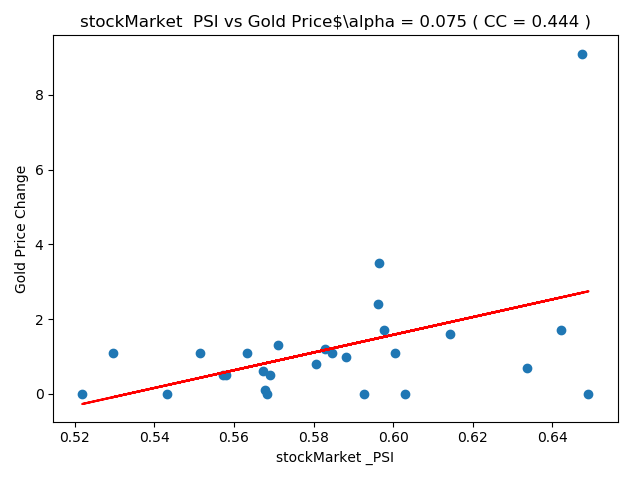 stockMarket  PSI vs Gold Price$\alpha = 0.075 ( CC = 0.444 )
8
6
4
2
0
Gold Price Change
0.52 0.54 0.56 0.58 0.60 0.62 0.64
stockMarket _PSI